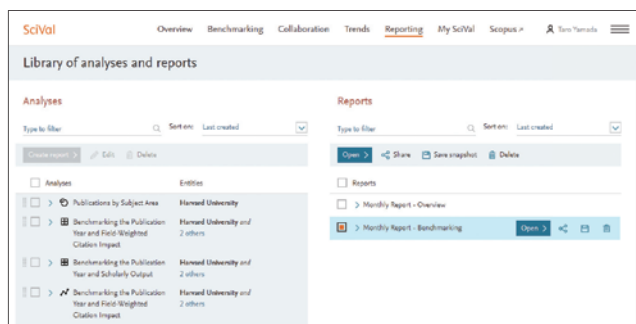 SciVal
Overview Benchmarking Collaboration Trends Reporting My SciVal Scopus↗ Taro Yamada
Library of analyses and reports
Analyses
Type to filter Sort on: Last created
Create report > Edit Delete
Analyses Entities
> Publications by Subject Area Harvard University
> Benchmarking the Publication Harvard University and
Year and Field-Weighted 2 others
Citation Impact
> Benchmarking the Publication Harvard University and
Year and Scholarly Output 2 others
> Benchmarking the Publication Harvard University and
Year and Field-Weighted 2 others
Citation Impact
Reports
Type to filter Sort on: Last created
Open > Share Save snapshot Delete
Reports
> Monthly Report - Overview
> Monthly Report - Benchmarking Open >